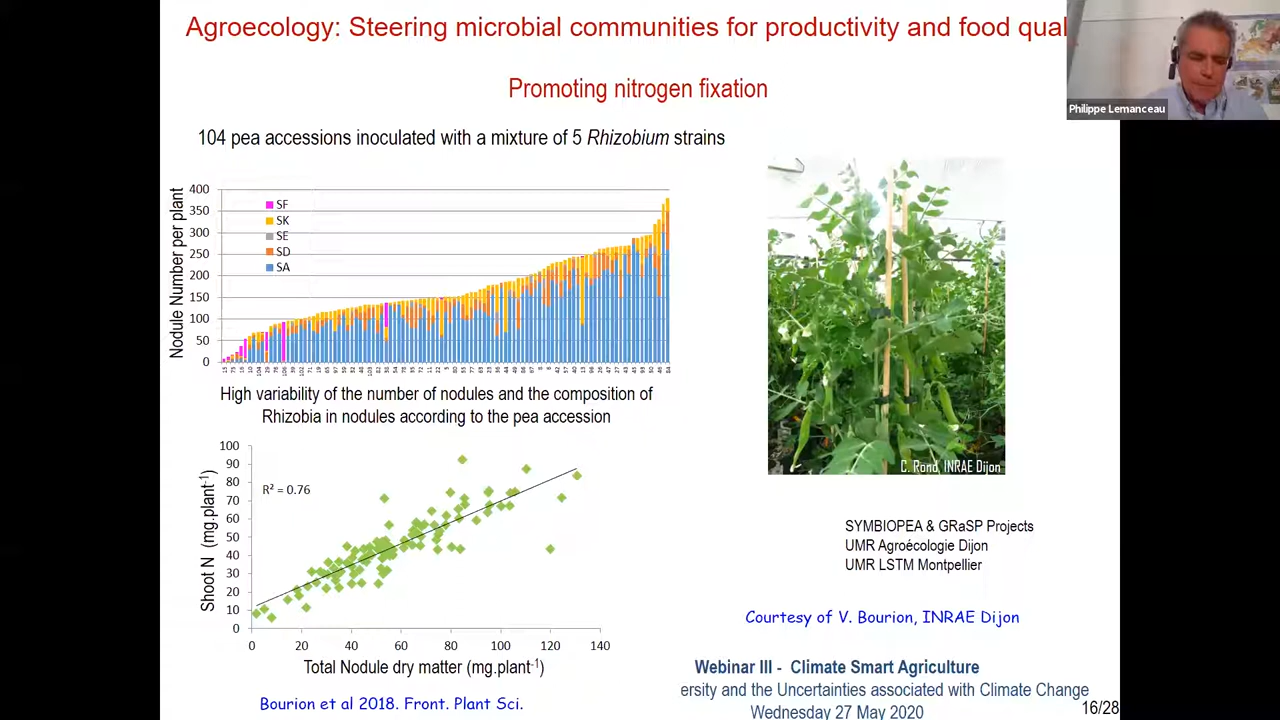 Agroecology: Steering microbial communities for productivity and food qual
Philippe Lemanceau
Promoting nitrogen fixation
104 pea accessions inoculated with a mixture of 5 Rhizobium strains
Nodule Number per plant
400
350
300
250
200
150
100
50
0
SF
SK
SE
SD
SA
High variability of the number of nodules and the composition of
Rhizobia in nodules according to the pea accession
Shoot N (mg.plant⁻¹)
100
90
80
70
60
50
40
30
20
10
0
R² = 0.76
0 20 40 60 80 100 120 140
Total Nodule dry matter (mg.plant⁻¹)
Bourion et al 2018. Front. Plant Sci.
C. Rond, INRAE Dijon
SYMBIOPEA & GRaSP Projects
UMR Agroécologie Dijon
UMR LSTM Montpellier
Courtesy of V. Bourion, INRAE Dijon
Webinar III - Climate Smart Agriculture
ersity and the Uncertainties associated with Climate Change
Wednesday 27 May 2020
16/28